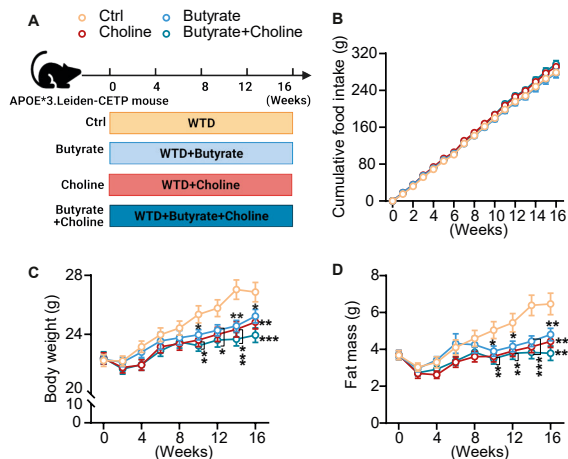 A
Ctrl
Butyrate
Choline
Butyrate+Choline
0 4 8 12 16
APOE*3.Leiden-CETP mouse (Weeks)
Ctrl WTD
Butyrate WTD+Butyrate
Choline WTD+Choline
Butyrate
+Choline
WTD+Butyrate+Choline
B
Cumulative food intake (g)
320
240
160
80
0
0 2 4 6 8 10 12 14 16
(Weeks)
C
Body weight (g)
28
24
20
0
0 4 8 12 16
(Weeks)
* ** *
** * *** ** ***
D
Fat mass (g)
8
6
4
2
0
0 4 8 12 16
(Weeks)
* * **
** ** *** ** **